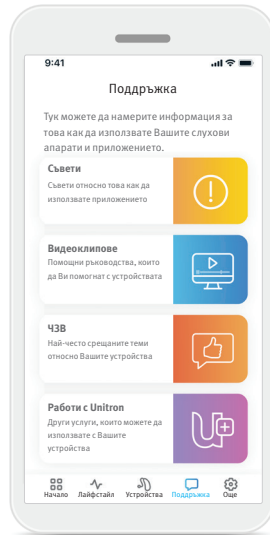 9:41
Поддръжка
Тук можете да намерите информация за
това как да използвате Вашите слухови
апарати и приложението.
Съвети
Съвети относно това как да
използвате приложението
Видеоклипове
Помощни ръководства, които
да Ви помогнат с устройствата
ЧЗВ
Най-често срещаните теми
относно Вашите устройства
Работи с Unitron
Други услуги, които можете да
използвате с Вашите
устройства
Начало Лайфстайл Устройства Поддръжка Още